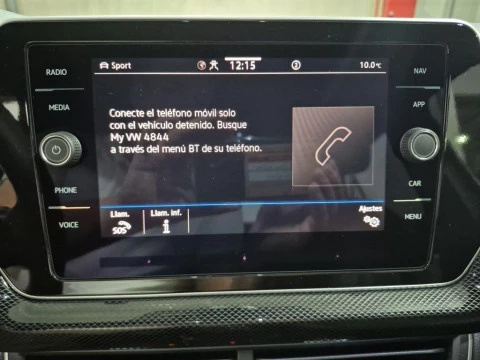 RADIO
MEDIA
PHONE
VOICE
Sport
12:15
10.0°C
Conecte el teléfono móvil solo
con el vehículo detenido. Busque
My VW 4844
a través del menú BT de su teléfono.
Llam.
SOS
Llam. inf.
Ajustes
NAV
APP
CAR
MENU